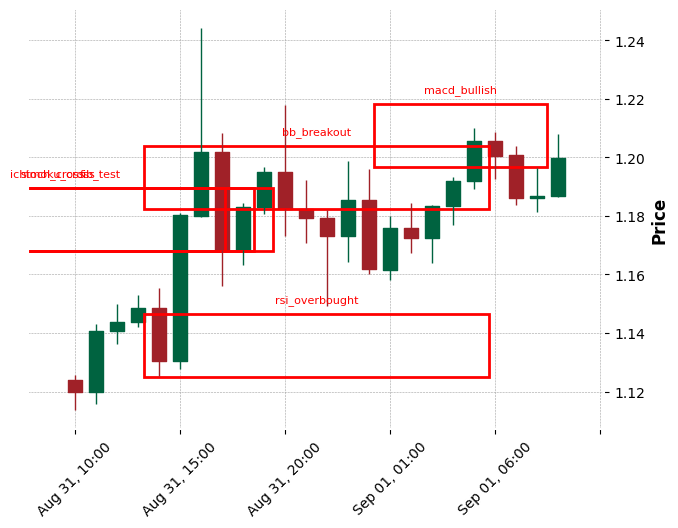 1.24
1.22
1.20
1.18
1.16
1.14
1.12
Price
macd_bullish
bb_breakout
rsi_overbought
Aug 31, 10:00
Aug 31, 15:00
Aug 31, 20:00
Sep 01, 01:00
Sep 01, 06:00